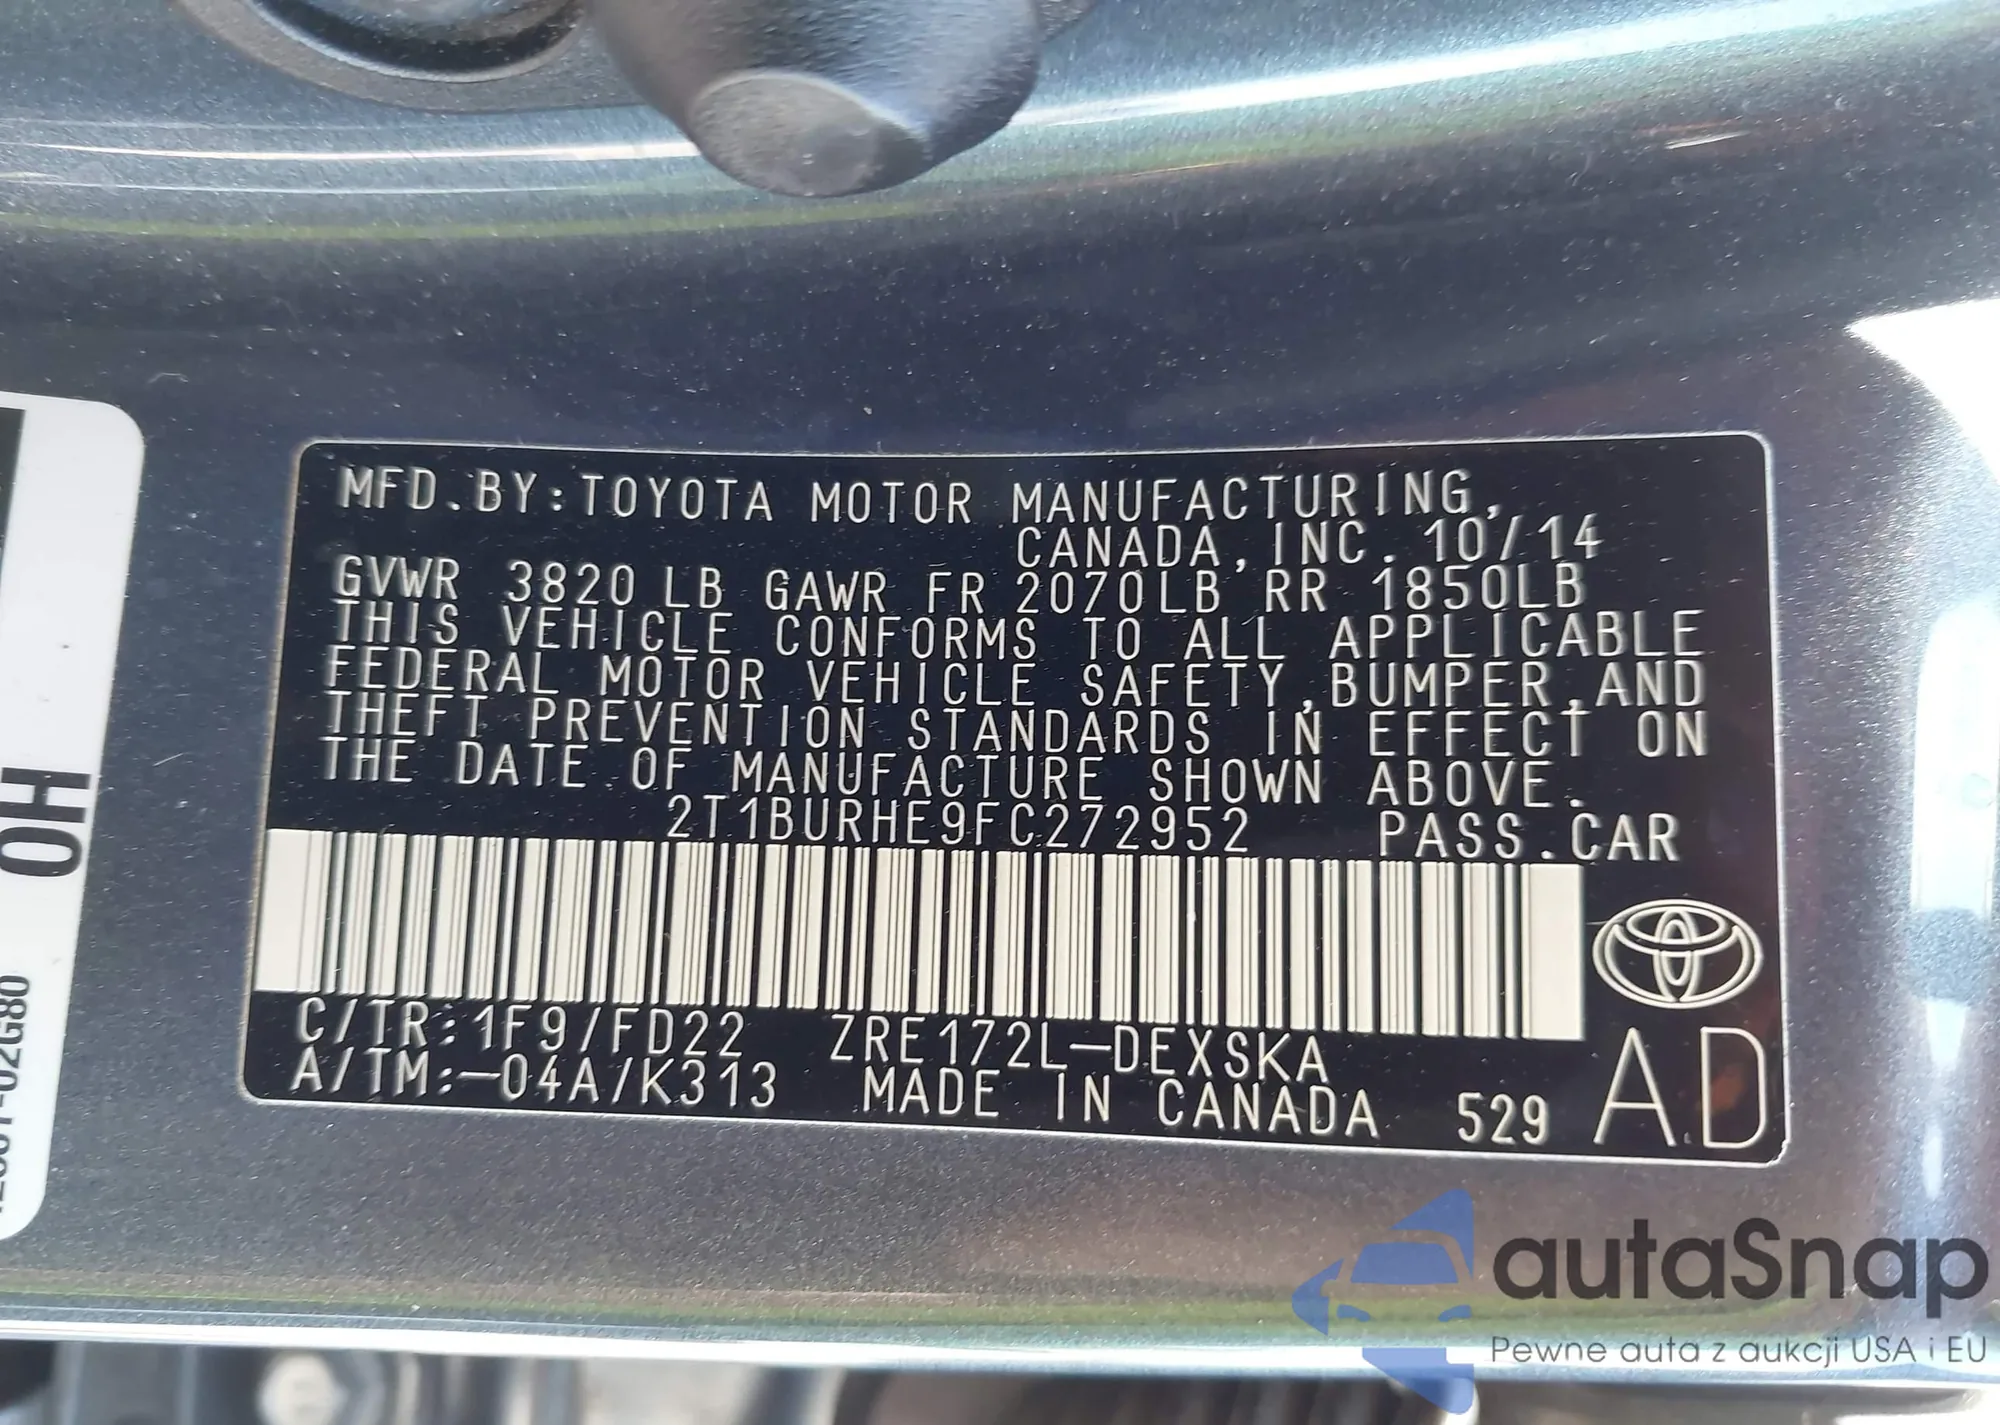 MFD.BY:TOYOTA MOTOR MANUFACTURING,
CANADA, INC. 10/14
GVWR 3820 LB GAWR FR 2070LB RR 1850LB
THIS VEHICLE CONFORMS TO ALL APPLICABLE
FEDERAL MOTOR VEHICLE SAFETY,BUMPER,AND
THEFT PREVENTION STANDARDS IN EFFECT ON
THE DATE OF MANUFACTURE SHOWN ABOVE.
2T1BURHE9FC272952 PASS.CAR
C/TR:1F9/FD22 ZRE172L-DEXSKA
A/TM:-04A/K313 MADE IN CANADA 529 AD
OH
autaSnap
Pewne auta z aukcji USA i EU